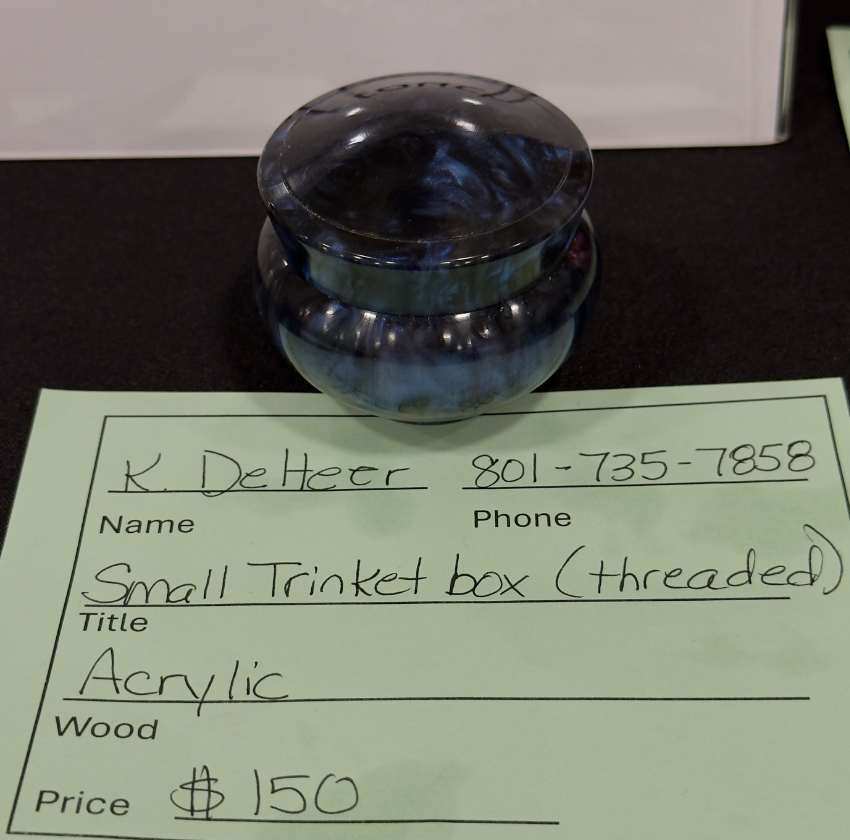 K. DeHeer 801-735-7858
Name Phone
Small Trinket box (threaded)
Title
Acrylic
Wood
Price $150